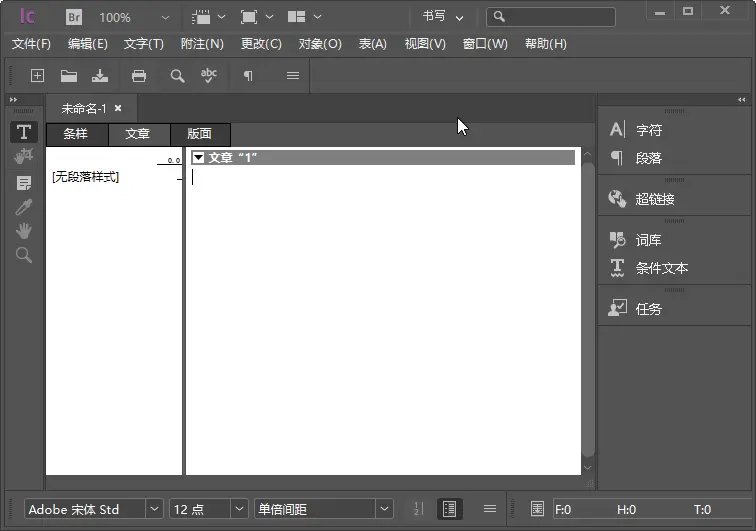 Ic Br 100% 书写
文件(F) 编辑(E) 文字(T) 附注(N) 更改(C) 对象(O) 表(A) 视图(V) 窗口(W) 帮助(H)
abc
未命名-1
条样 文章 版面
0.0
文章“1”
[无段落样式]
字符
段落
超链接
词库
条件文本
任务
Adobe 宋体 Std 12 点 单倍间距 F:0 H:0 T:0